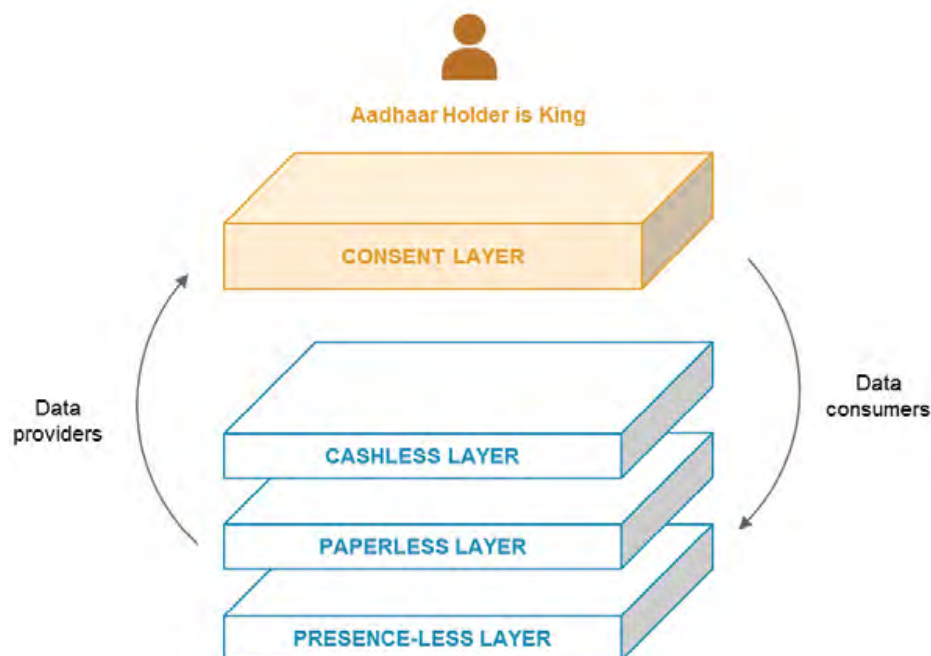 Aadhaar Holder is King
CONSENT LAYER
Data
providers
Data
consumers
CASHLESS LAYER
PAPERLESS LAYER
PRESENCE-LESS LAYER